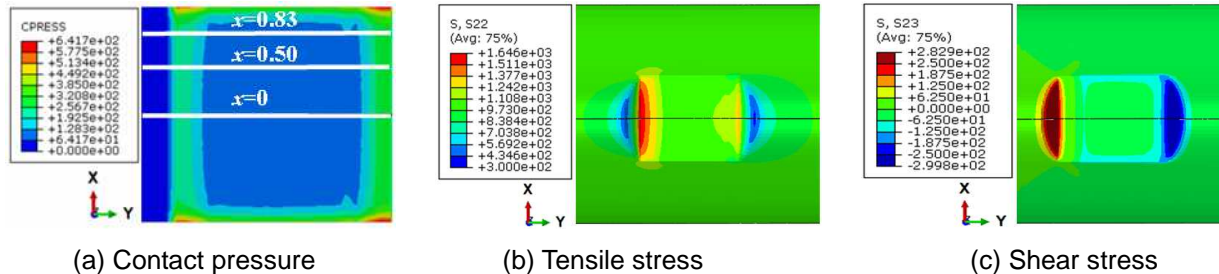 CPRESS
+6.417e+02
+5.775e+02
+5.134e+02
+4.492e+02
+3.850e+02
+3.208e+02
+2.567e+02
+1.925e+02
+1.283e+02
+6.417e+01
+0.000e+00
x=0.83
x=0.50
x=0
X
Y
(a) Contact pressure
S, S22
(Avg: 75%)
+1.646e+03
+1.511e+03
+1.377e+03
+1.242e+03
+1.108e+03
+9.730e+02
+8.384e+02
+7.038e+02
+5.692e+02
+4.346e+02
+3.000e+02
X
Y
(b) Tensile stress
S, S23
(Avg: 75%)
+2.829e+02
+2.500e+02
+1.875e+02
+1.250e+02
+6.250e+01
+0.000e+00
-6.250e+01
-1.250e+02
-1.875e+02
-2.500e+02
-2.998e+02
X
Y
(c) Shear stress